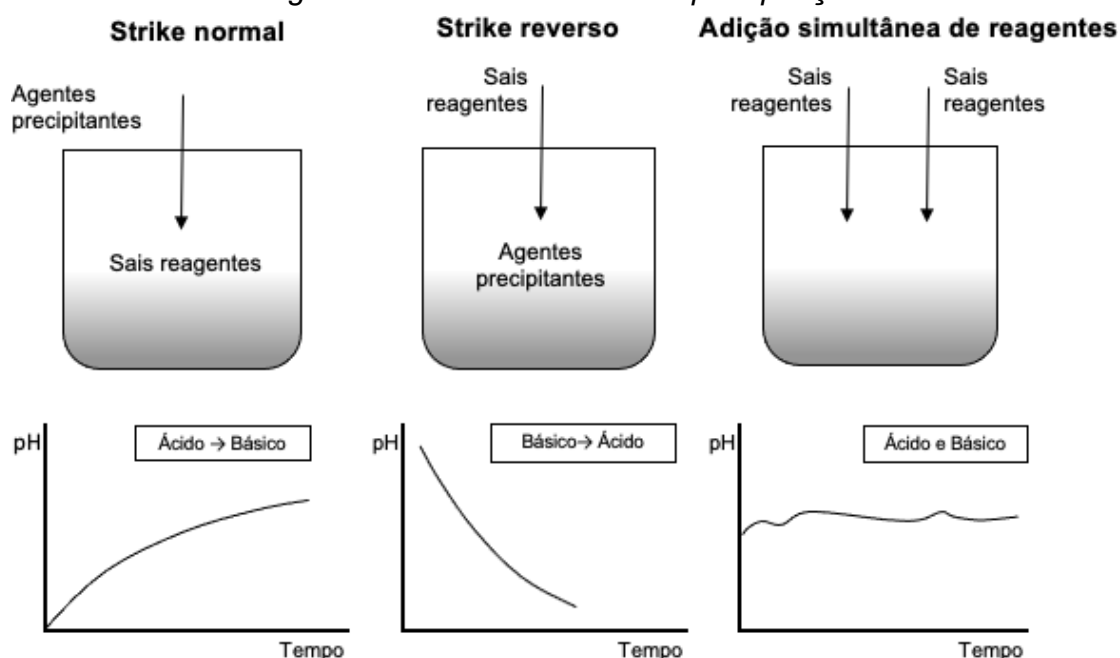 Strike normal
Strike reverso
Adição simultânea de reagentes
Agentes
precipitantes
Sais reagentes
Sais
reagentes
Agentes
precipitantes
Sais
reagentes
Sais
reagentes
pH
Ácido → Básico
Tempo
pH
Básico→ Ácido
Tempo
pH
Ácido e Básico
Tempo